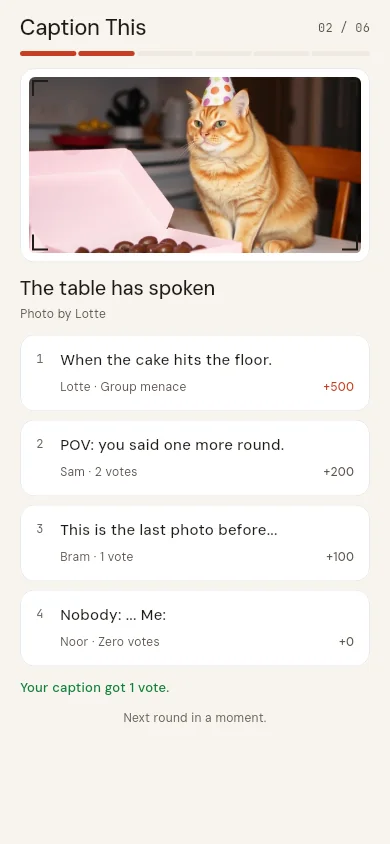 Caption This
02 / 06
The table has spoken
Photo by Lotte
1 When the cake hits the floor.
Lotte · Group menace +500
2 POV: you said one more round.
Sam · 2 votes +200
3 This is the last photo before...
Bram · 1 vote +100
4 Nobody: ... Me:
Noor · Zero votes +0
Your caption got 1 vote.
Next round in a moment.